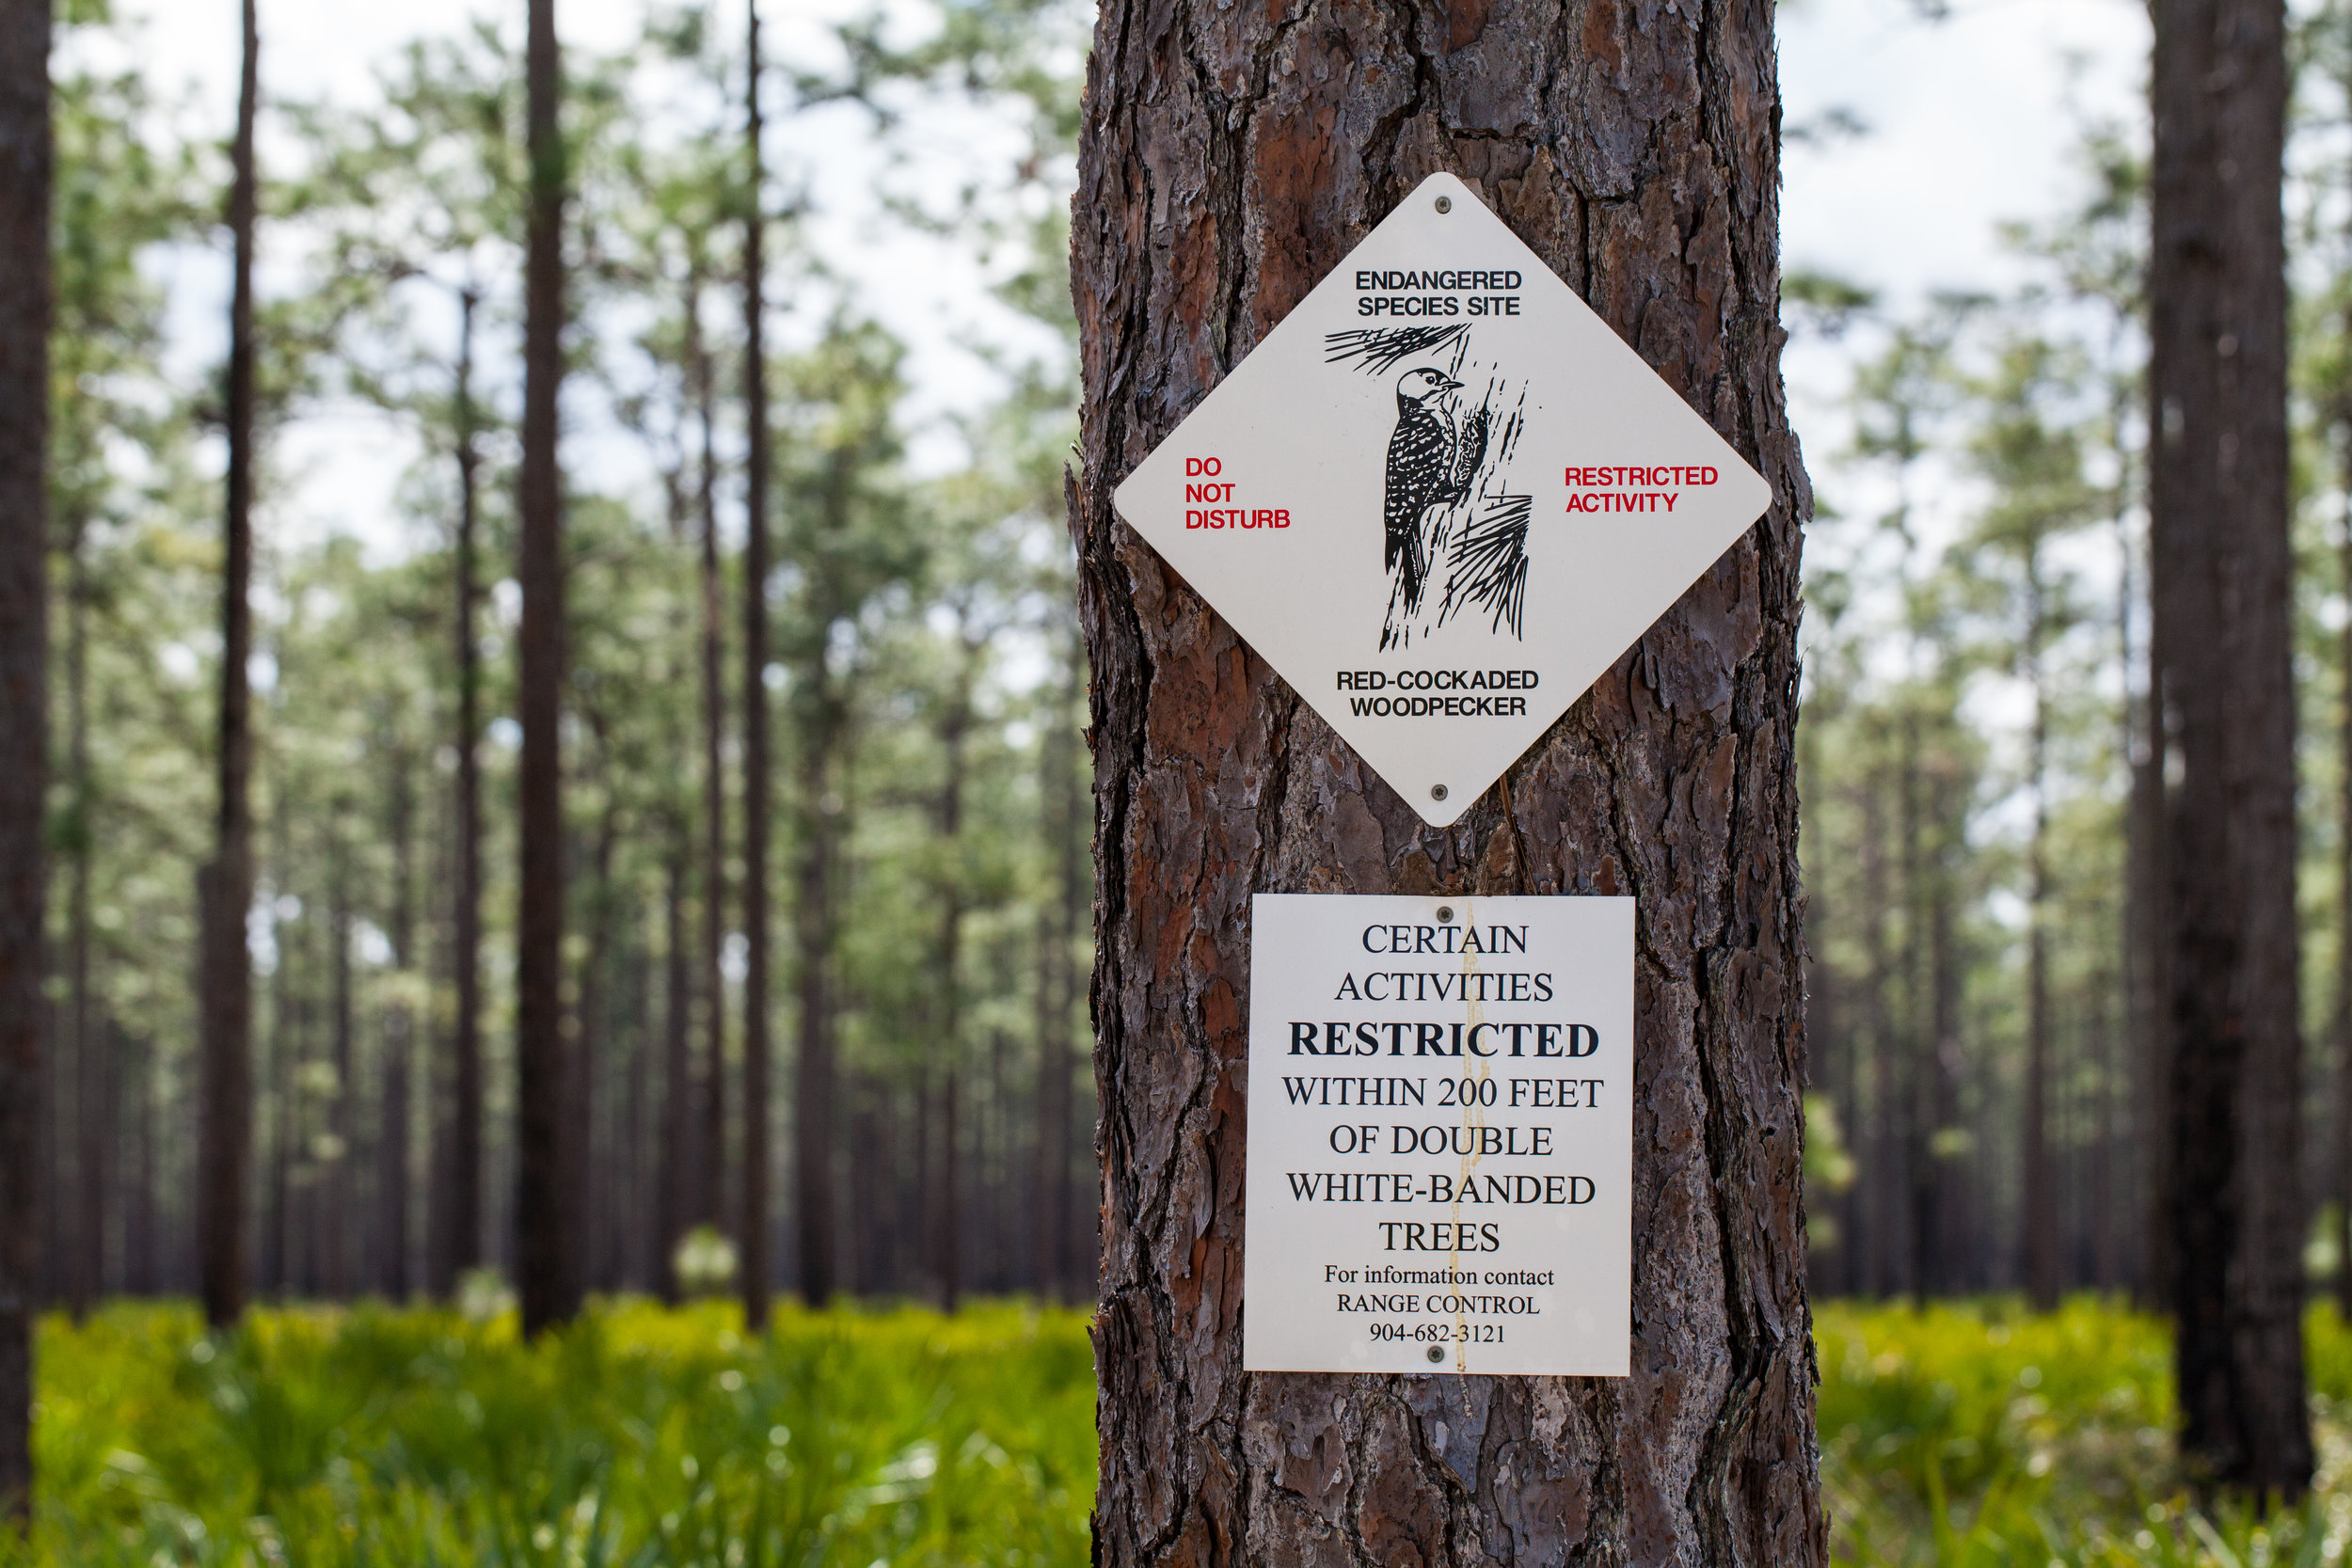 ENDANGERED
SPECIES SITE
DO
NOT
DISTURB
RESTRICTED
ACTIVITY
RED-COCKADED
WOODPECKER
CERTAIN
ACTIVITIES
RESTRICTED
WITHIN 200 FEET
OF DOUBLE
WHITE-BANDED
TREES
For information contact
RANGE CONTROL
904-682-3121